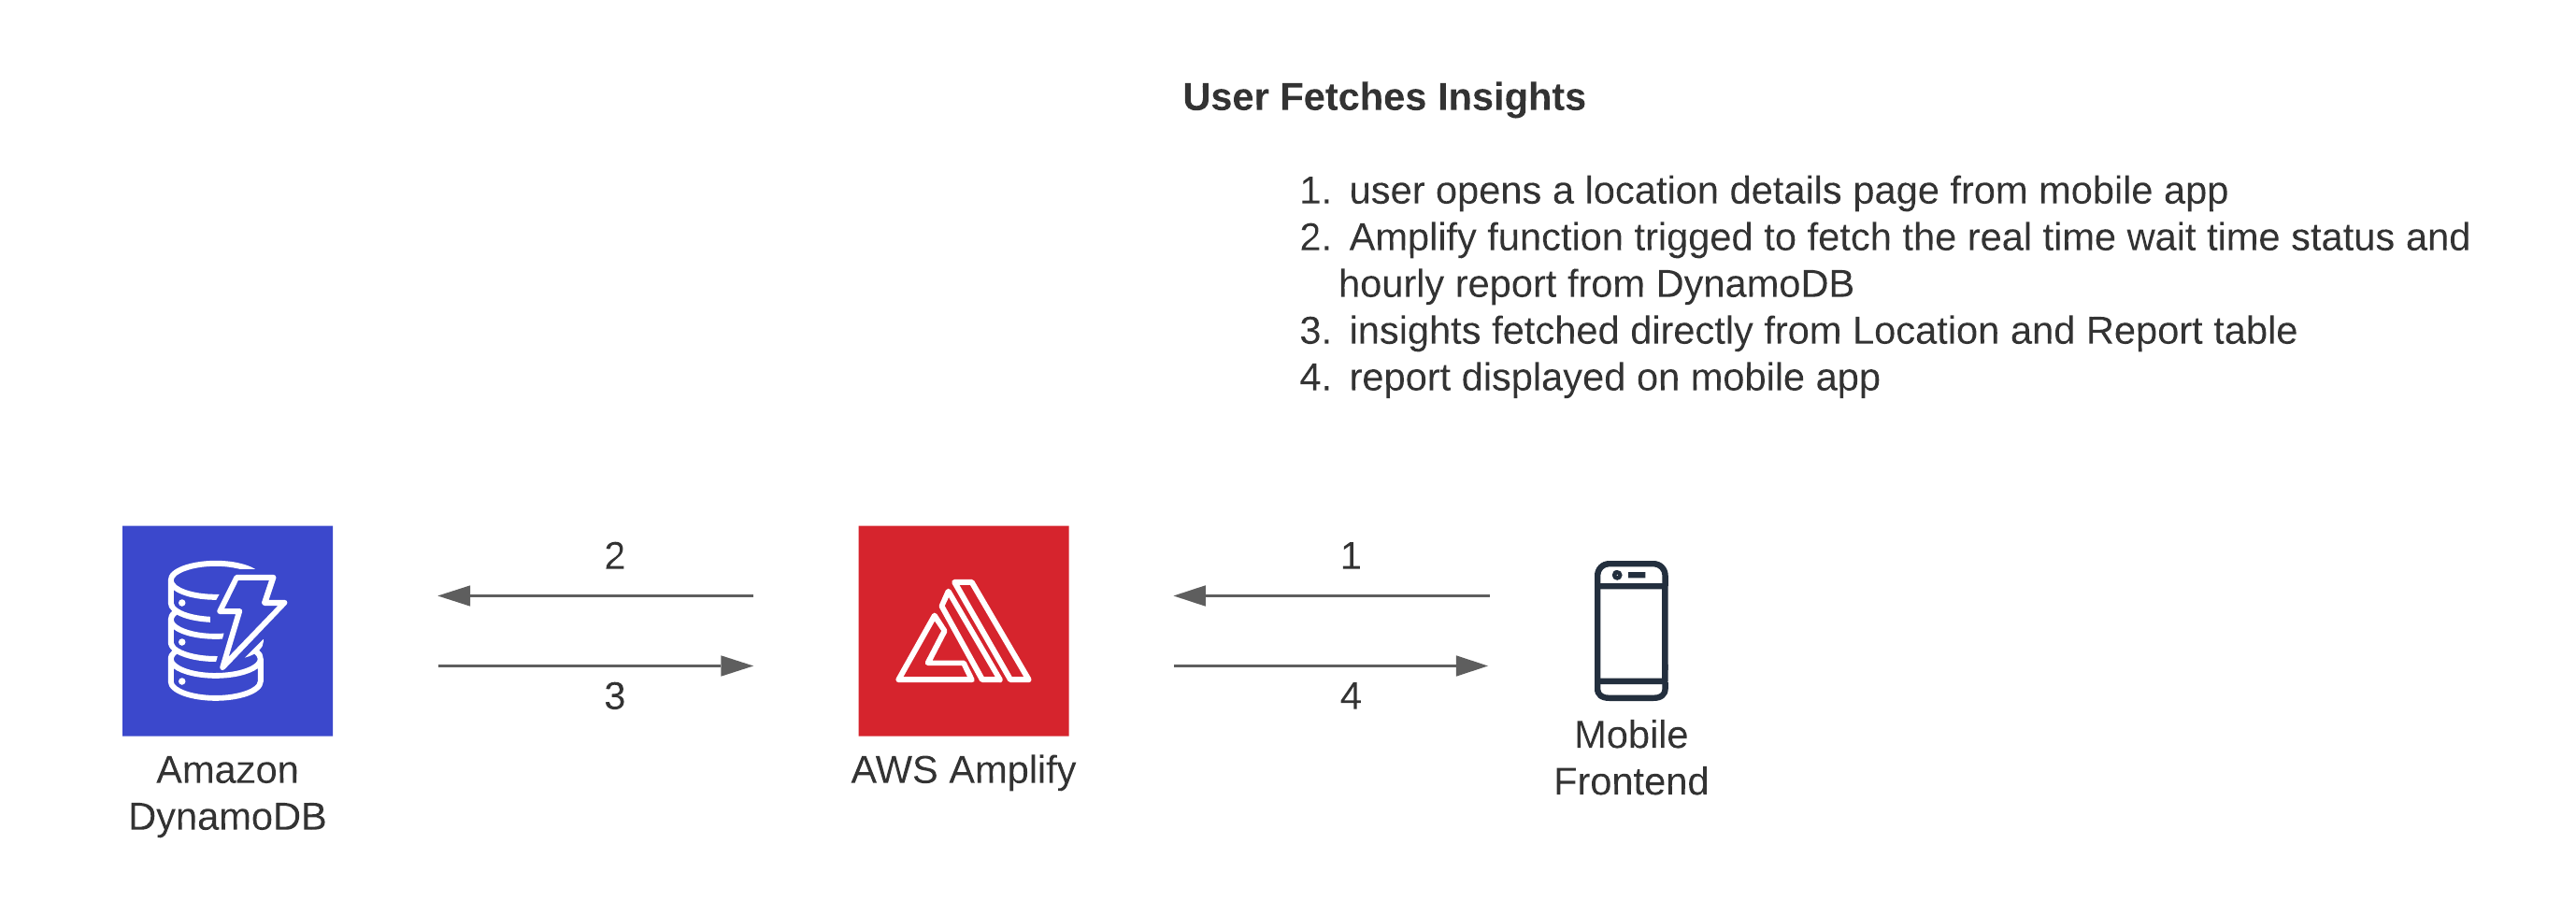 User Fetches Insights
1. user opens a location details page from mobile app
2. Amplify function trigged to fetch the real time wait time status and
hourly report from DynamoDB
3. insights fetched directly from Location and Report table
4. report displayed on mobile app
2
1
3
4
Amazon
DynamoDB
AWS Amplify
Mobile
Frontend